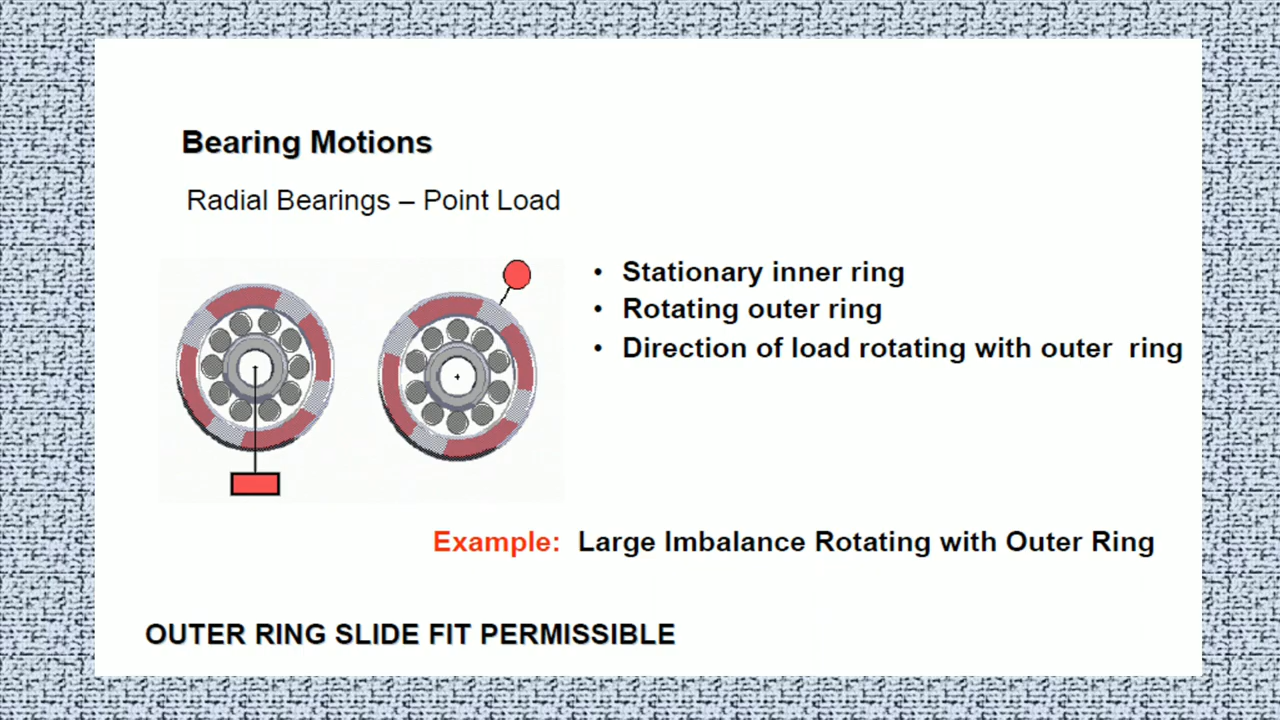 Bearing Motions
Radial Bearings – Point Load
• Stationary inner ring
• Rotating outer ring
• Direction of load rotating with outer ring
Example: Large Imbalance Rotating with Outer Ring
OUTER RING SLIDE FIT PERMISSIBLE